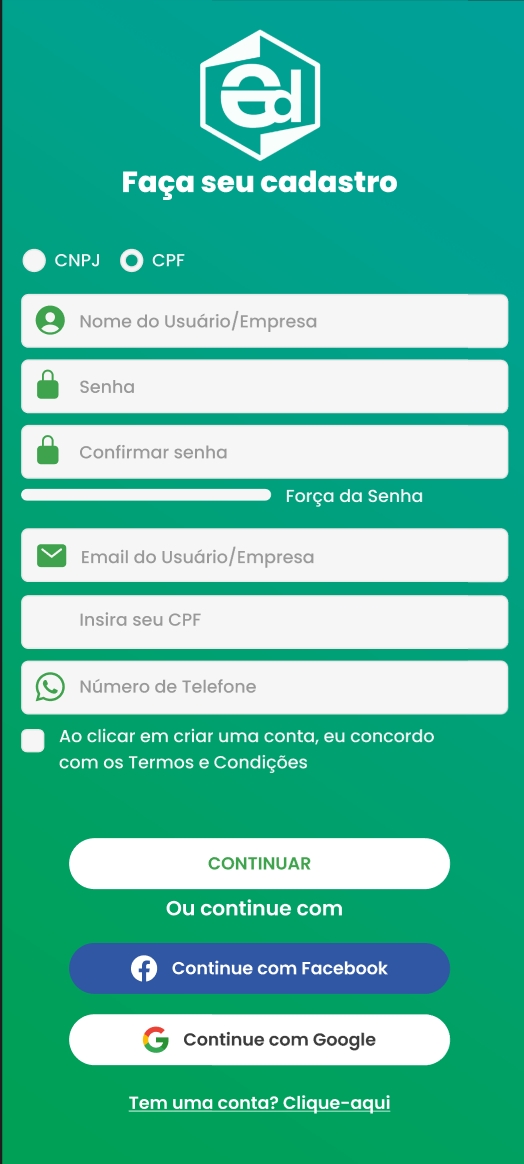 ed
Faça seu cadastro
CNPJ CPF
Nome do Usuário/Empresa
Senha
Confirmar senha
Força da Senha
Email do Usuário/Empresa
Insira seu CPF
Número de Telefone
Ao clicar em criar uma conta, eu concordo
com os Termos e Condições
CONTINUAR
Ou continue com
Continue com Facebook
Continue com Google
Tem uma conta? Clique-aqui